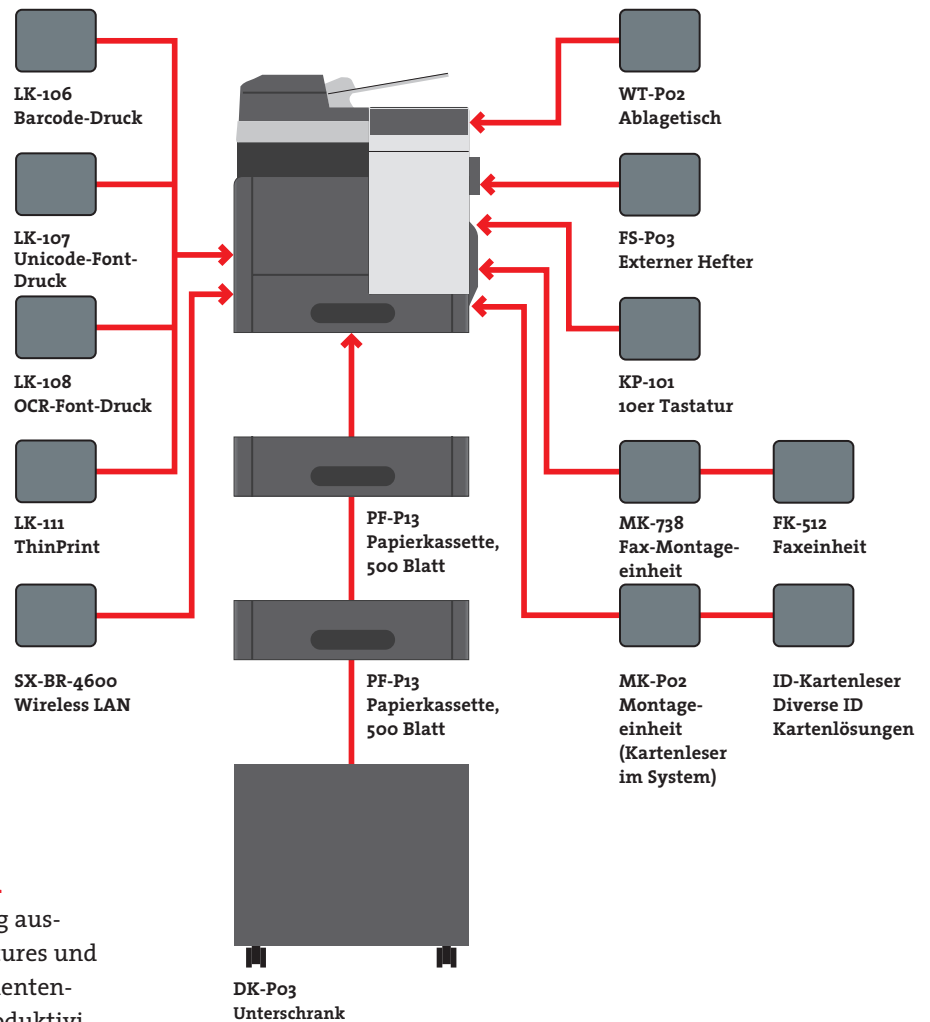 LK-106
Barcode-Druck
LK-107
Unicode-Font-
Druck
LK-108
OCR-Font-Druck
LK-111
ThinPrint
SX-BR-4600
Wireless LAN
WT-P02
Ablagetisch
FS-P03
Externer Hefter
KP-101
10er Tastatur
MK-738
Fax-Montage-
einheit
FK-512
Faxeinheit
MK-P02
Montage-
einheit
(Kartenleser
im System)
ID-Kartenleser
Diverse ID
Kartenlösungen
PF-P13
Papierkassette,
500 Blatt
PF-P13
Papierkassette,
500 Blatt
DK-P03
Unterschrank
g aus-
tures und
enten-